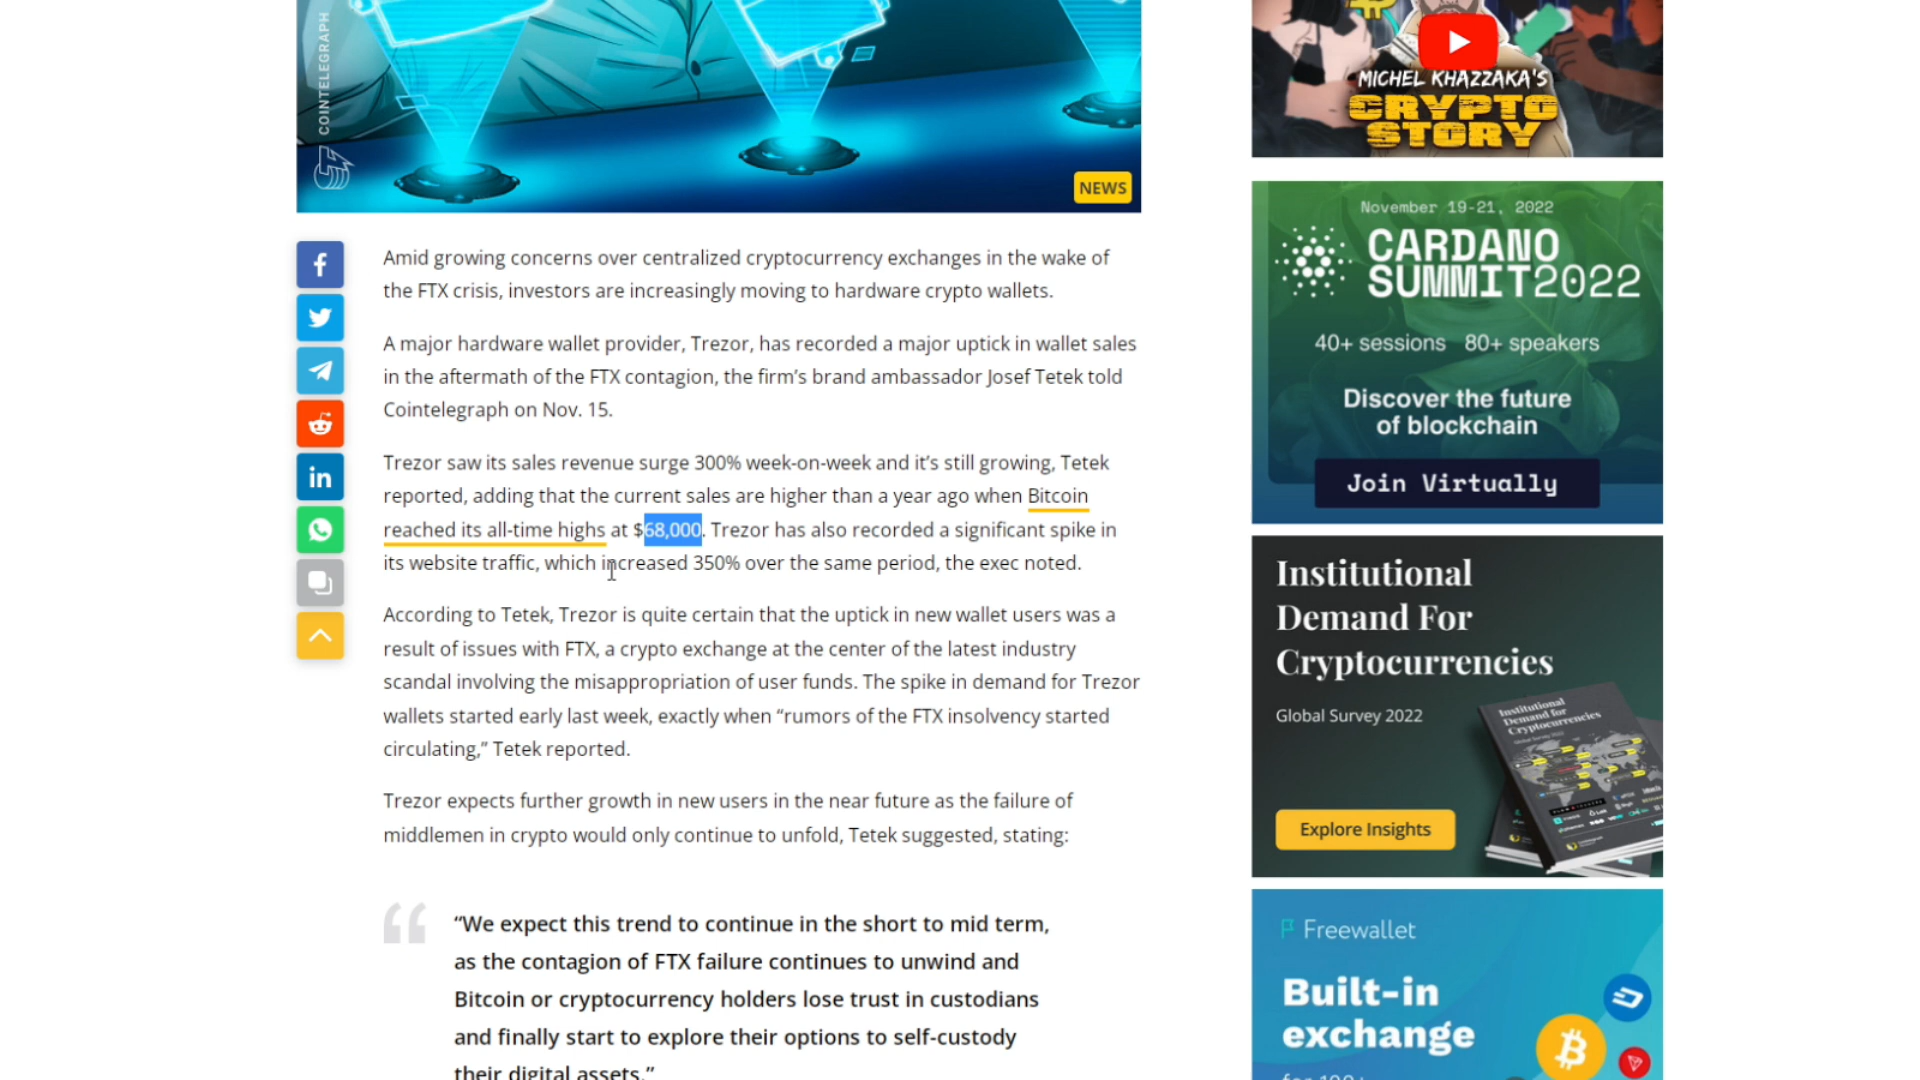 COINTELEGRAPH
NEWS
Amid growing concerns over centralized cryptocurrency exchanges in the wake of
the FTX crisis, investors are increasingly moving to hardware crypto wallets.
A major hardware wallet provider, Trezor, has recorded a major uptick in wallet sales
in the aftermath of the FTX contagion, the firm’s brand ambassador Josef Tetek told
Cointelegraph on Nov. 15.
Trezor saw its sales revenue surge 300% week-on-week and it’s still growing, Tetek
reported, adding that the current sales are higher than a year ago when Bitcoin
reached its all-time highs at $68,000. Trezor has also recorded a significant spike in
its website traffic, which increased 350% over the same period, the exec noted.
According to Tetek, Trezor is quite certain that the uptick in new wallet users was a
result of issues with FTX, a crypto exchange at the center of the latest industry
scandal involving the misappropriation of user funds. The spike in demand for Trezor
wallets started early last week, exactly when “rumors of the FTX insolvency started
circulating,” Tetek reported.
Trezor expects further growth in new users in the near future as the failure of
middlemen in crypto would only continue to unfold, Tetek suggested, stating:
“We expect this trend to continue in the short to mid term,
as the contagion of FTX failure continues to unwind and
Bitcoin or cryptocurrency holders lose trust in custodians
and finally start to explore their options to self-custody
their digital assets.”
MICHEL KHAZZAKA'S
CRYPTO
STORY
November 19-21, 2022
CARDANO
SUMMIT2022
40+ sessions 80+ speakers
Discover the future
of blockchain
Join Virtually
Institutional
Demand For
Cryptocurrencies
Global Survey 2022
Institutional
Demand for
Cryptocurrencies
Explore Insights
Freewallet
Built-in
exchange